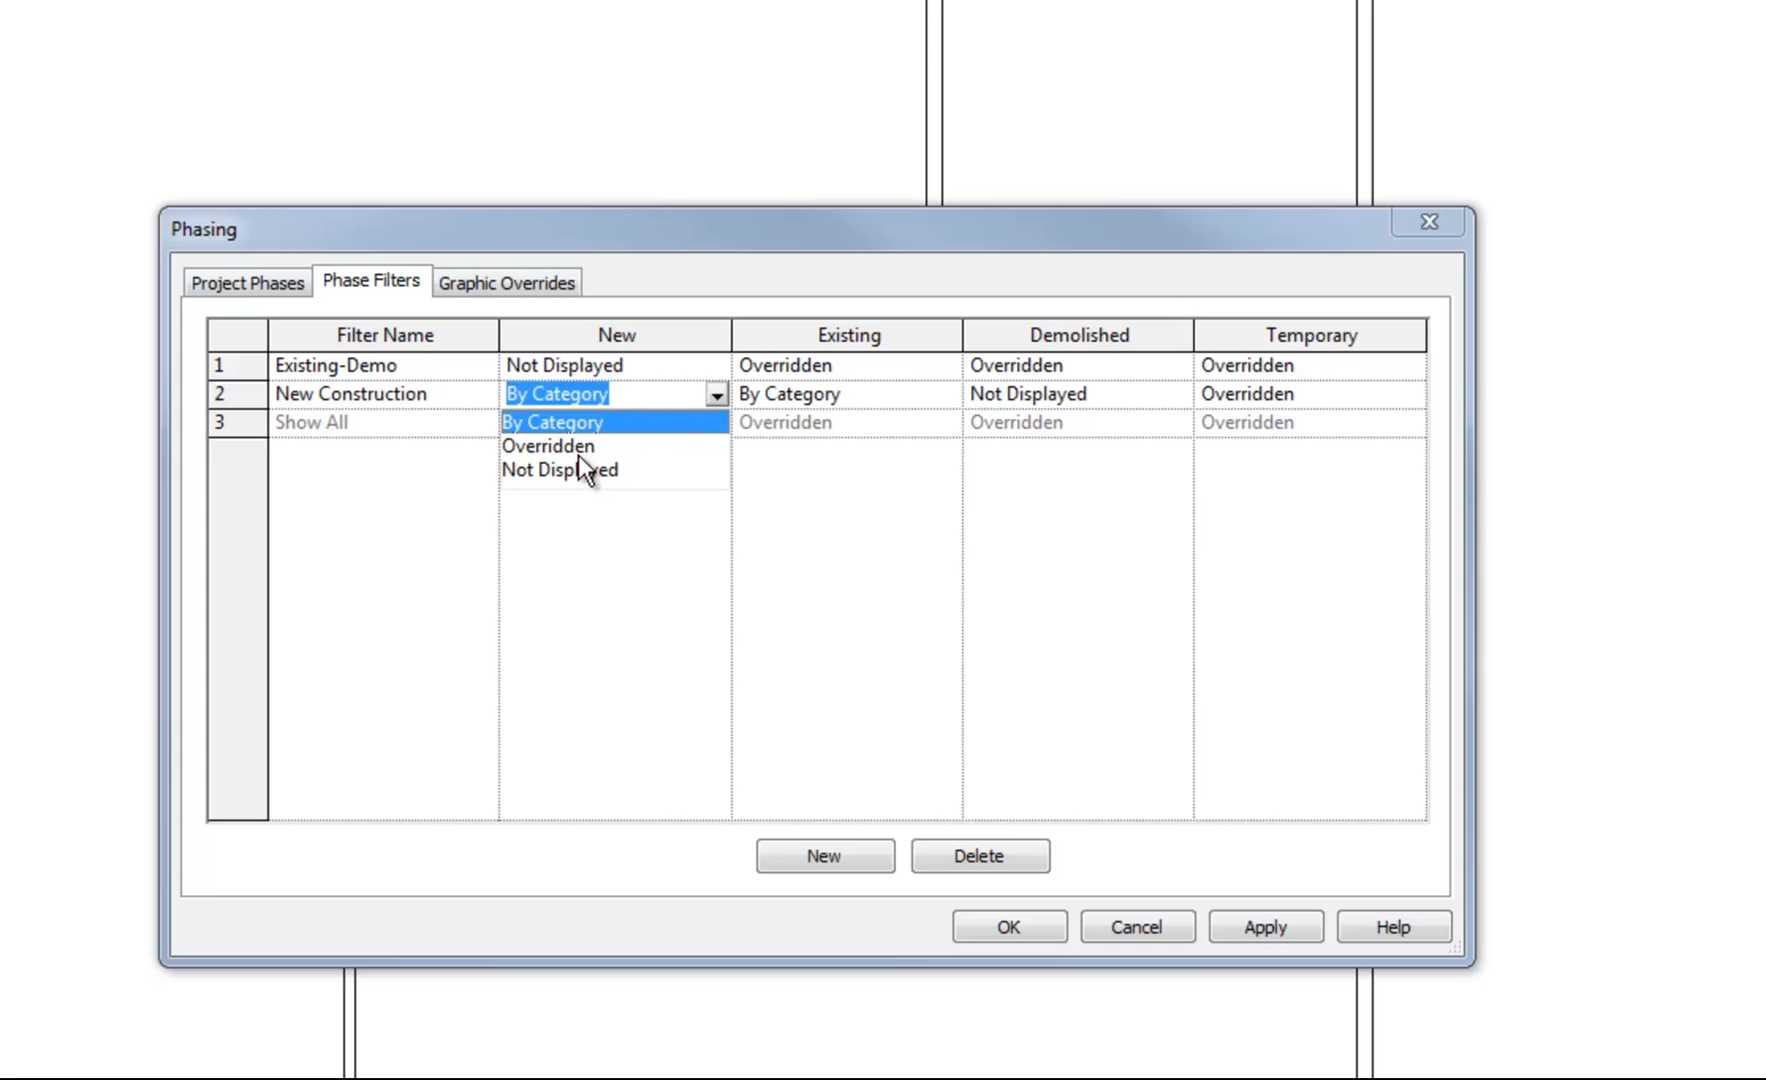 Phasing
Project Phases Phase Filters Graphic Overrides
Filter Name New Existing Demolished Temporary
1 Existing-Demo Not Displayed Overridden Overridden Overridden
2 New Construction By Category By Category Not Displayed Overridden
3 Show All By Category Overridden Overridden Overridden
Overridden
Not Displayed
New Delete
OK Cancel Apply Help